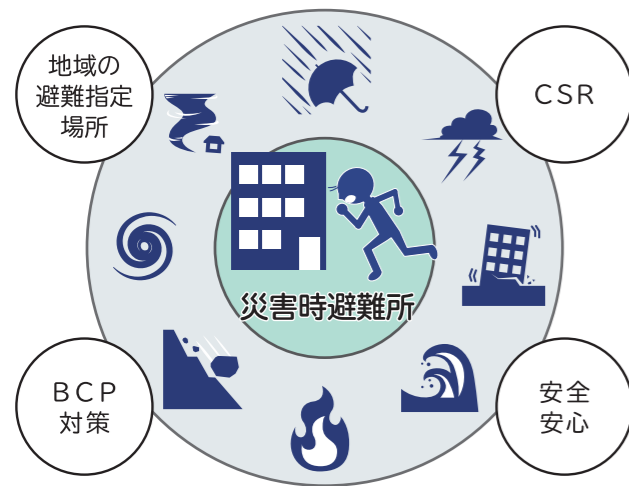 地域の
避難指定
場所
CSR
災害時避難所
BCP
対策
安全
安心